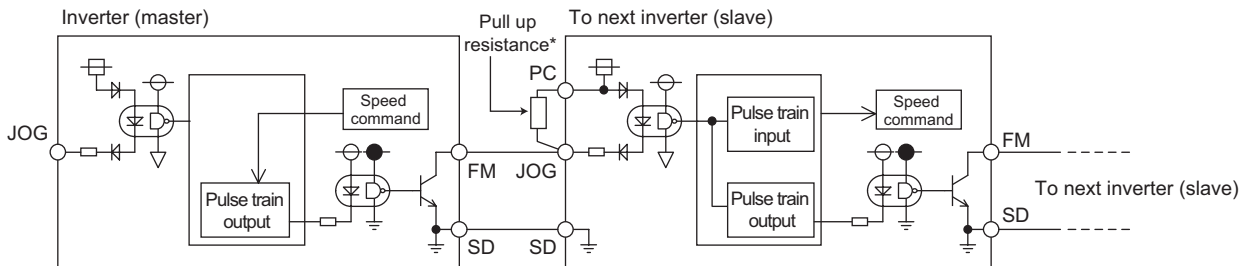 Inverter (master)
Pull up
resistance*
To next inverter (slave)
PC
JOG
Speed
command
Pulse train
output
FM
SD
JOG
SD
Pulse train
input
Pulse train
output
Speed
command
FM
SD
To next inverter (slave)